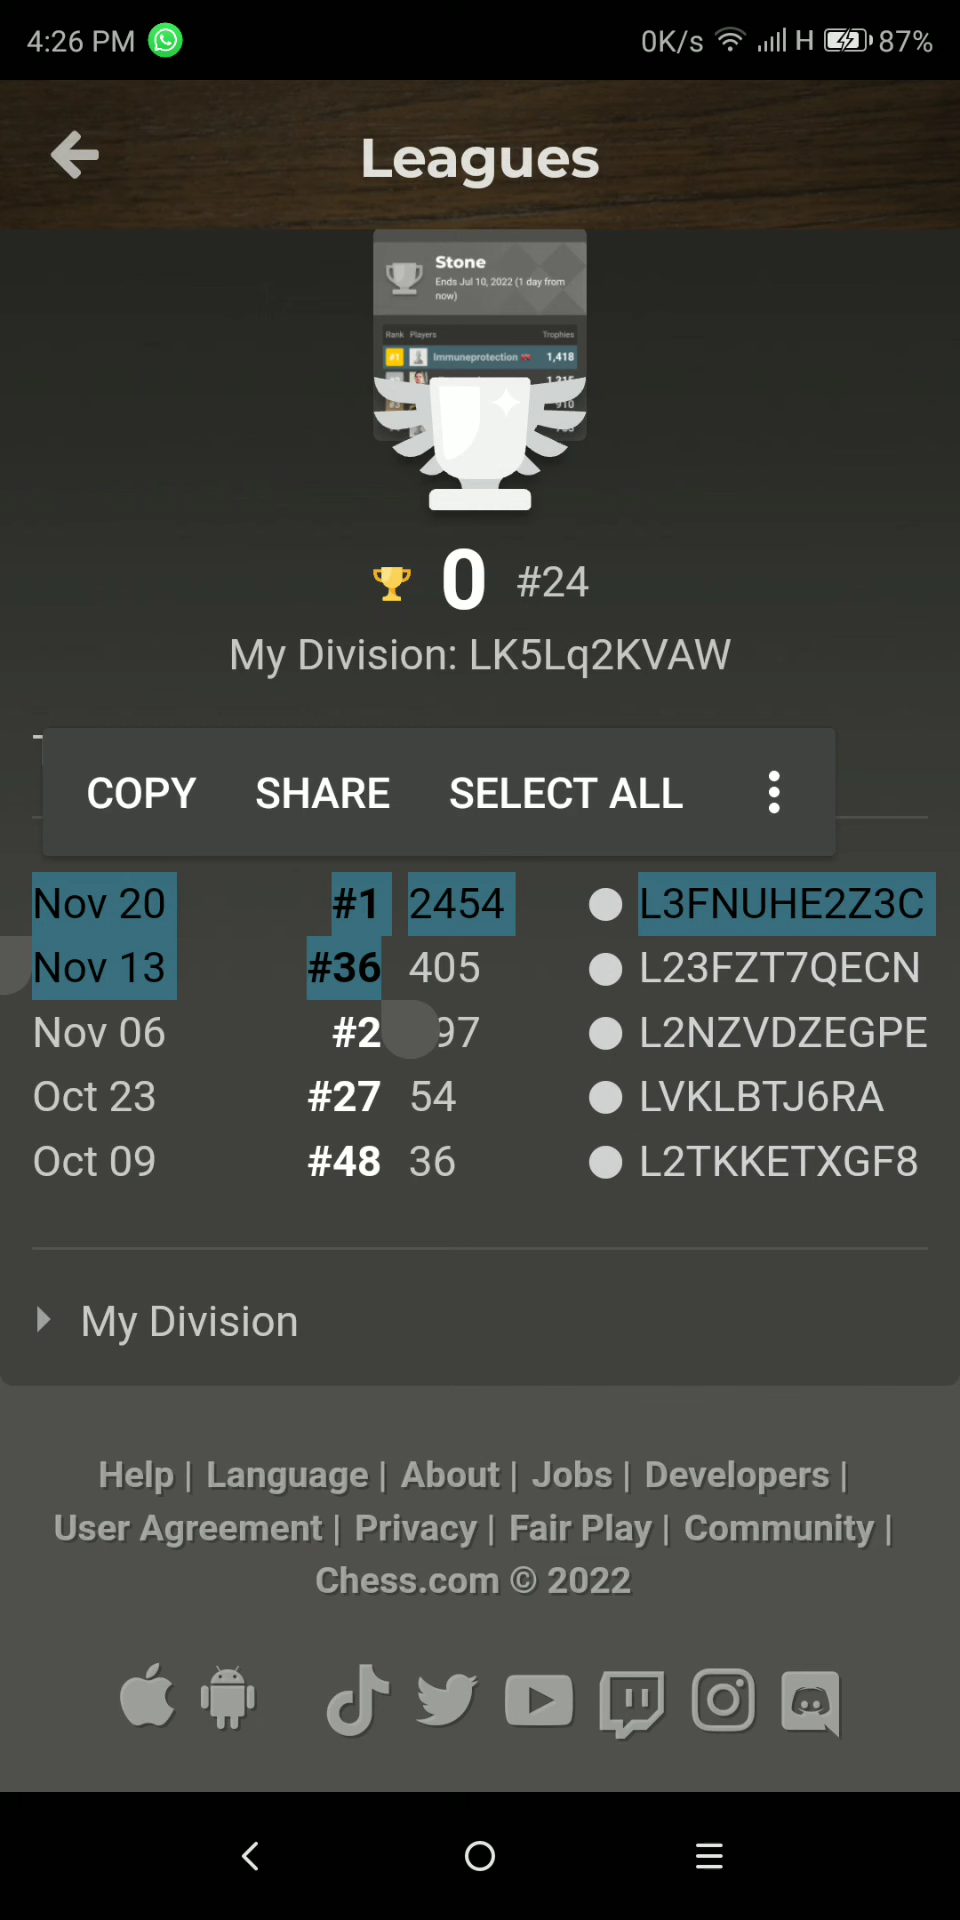 4:26 PM 0K/s H 87%
Leagues
Stone
Ends Jul 10, 2022 (1 day from
now)
Rank Players Trophies
#1 Immuneprotection 1,418
0 #24
My Division: LK5Lq2KVAW
COPY SHARE SELECT ALL
Nov 20 #1 2454 L3FNUHE2Z3C
Nov 13 #36 405 L23FZT7QECN
Nov 06 #2 97 L2NZVDZEGPE
Oct 23 #27 54 LVKLBTJ6RA
Oct 09 #48 36 L2TKKETXGF8
My Division
Help | Language | About | Jobs | Developers |
User Agreement | Privacy | Fair Play | Community |
Chess.com © 2022